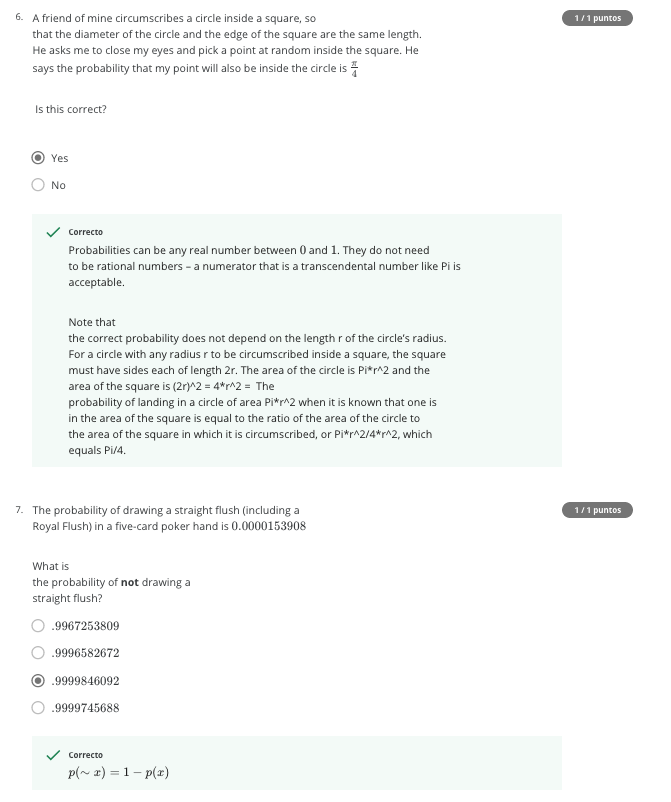 6. A friend of mine circumscribes a circle inside a square, so
1 / 1 puntos
that the diameter of the circle and the edge of the square are the same length.
He asks me to close my eyes and pick a point at random inside the square. He
says the probability that my point will also be inside the circle is π/4
Is this correct?
Yes
No
Correcto
Probabilities can be any real number between 0 and 1. They do not need
to be rational numbers – a numerator that is a transcendental number like Pi is
acceptable.
Note that
the correct probability does not depend on the length r of the circle's radius.
For a circle with any radius r to be circumscribed inside a square, the square
must have sides each of length 2r. The area of the circle is Pi*r^2 and the
area of the square is (2r)^2 = 4*r^2 = The
probability of landing in a circle of area Pi*r^2 when it is known that one is
in the area of the square is equal to the ratio of the area of the circle to
the area of the square in which it is circumscribed, or Pi*r^2/4*r^2, which
equals Pi/4.
7. The probability of drawing a straight flush (including a
1 / 1 puntos
Royal Flush) in a five-card poker hand is 0.0000153908
What is
the probability of not drawing a
straight flush?
.9967253809
.9996582672
.9999846092
.9999745688
Correcto
p(∼ x) = 1 − p(x)